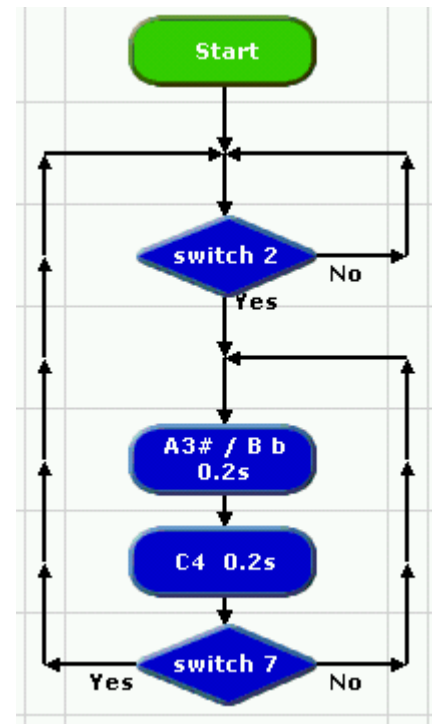 Start
switch 2
No
Yes
A3# / B b
0.2s
C4 0.2s
switch 7
Yes
No